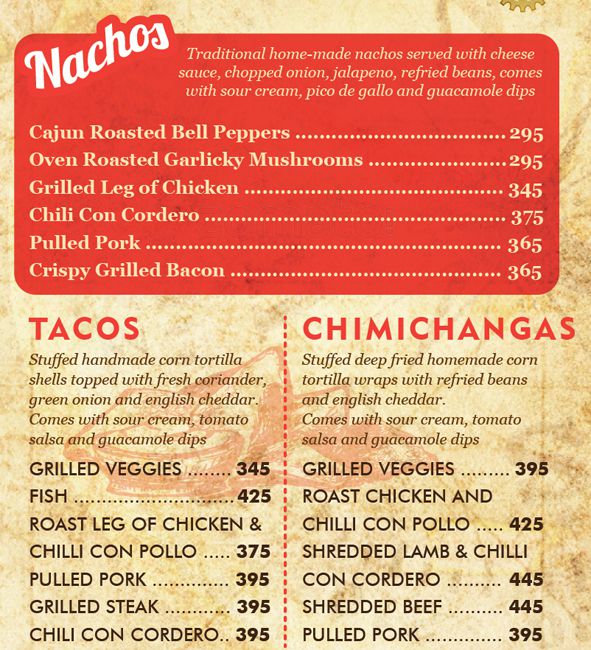 Nachos
Traditional home-made nachos served with cheese
sauce, chopped onion, jalapeno, refried beans, comes
with sour cream, pico de gallo and guacamole dips
Cajun Roasted Bell Peppers .................................. 295
Oven Roasted Garlicky Mushrooms ...................... 295
Grilled Leg of Chicken .......................................... 345
Chili Con Cordero ................................................. 375
Pulled Pork .......................................................... 365
Crispy Grilled Bacon ............................................ 365
TACOS
Stuffed handmade corn tortilla
shells topped with fresh coriander,
green onion and english cheddar.
Comes with sour cream, tomato
salsa and guacamole dips
GRILLED VEGGIES ........ 345
FISH ............................. 425
ROAST LEG OF CHICKEN &
CHILLI CON POLLO ..... 375
PULLED PORK .............. 395
GRILLED STEAK ............ 395
CHILI CON CORDERO.. 395
CHIMICHANGAS
Stuffed deep fried homemade corn
tortilla wraps with refried beans
and english cheddar.
Comes with sour cream, tomato
salsa and guacamole dips
GRILLED VEGGIES ......... 395
ROAST CHICKEN AND
CHILLI CON POLLO ..... 425
SHREDDED LAMB & CHILLI
CON CORDERO .......... 445
SHREDDED BEEF ......... 445
PULLED PORK .............. 395